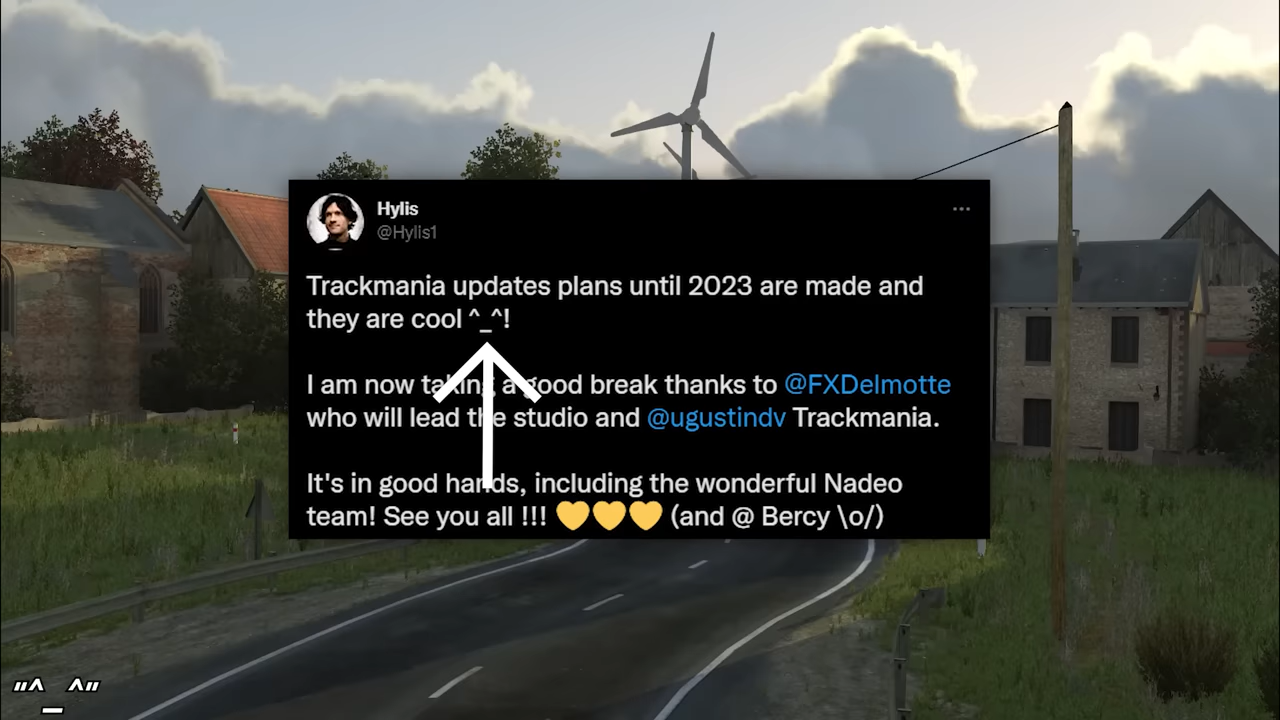 Hylis
@Hylis1
Trackmania updates plans until 2023 are made and
they are cool ^_^!
I am now taking a good break thanks to @FXDelmotte
who will lead the studio and @ugustindv Trackmania.
It's in good hands, including the wonderful Nadeo
team! See you all !!! 💛💛💛 (and @ Bercy \o/)
"^_^"